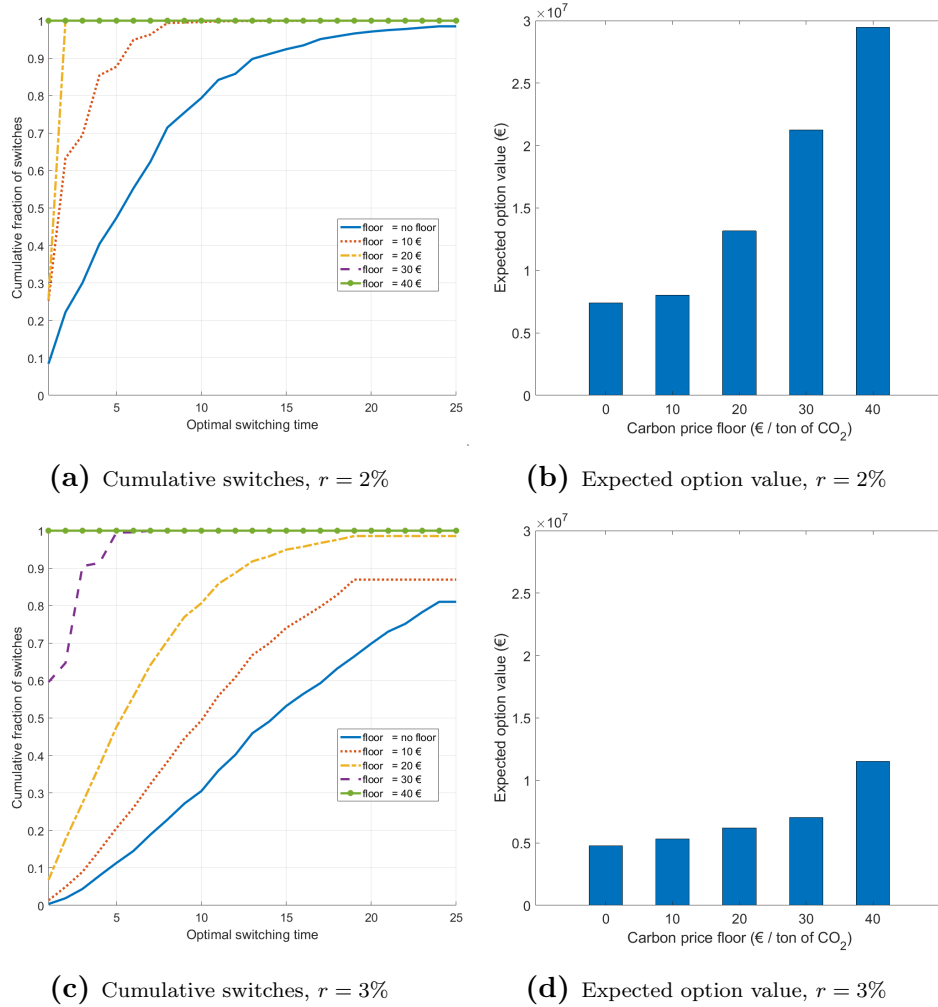 Cumulative fraction of switches
1
0.9
0.8
0.7
0.6
0.5
0.4
0.3
0.2
0.1
0
5
10
15
20
25
Optimal switching time
floor = no floor
floor = 10 €
floor = 20 €
floor = 30 €
floor = 40 €
(a) Cumulative switches, r = 2%
×10⁷
Expected option value (€)
3
2.5
2
1.5
1
0.5
0
0
10
20
30
40
Carbon price floor (€ / ton of CO₂)
(b) Expected option value, r = 2%
Cumulative fraction of switches
1
0.9
0.8
0.7
0.6
0.5
0.4
0.3
0.2
0.1
0
5
10
15
20
25
Optimal switching time
floor = no floor
floor = 10 €
floor = 20 €
floor = 30 €
floor = 40 €
(c) Cumulative switches, r = 3%
×10⁷
Expected option value (€)
3
2.5
2
1.5
1
0.5
0
0
10
20
30
40
Carbon price floor (€ / ton of CO₂)
(d) Expected option value, r = 3%